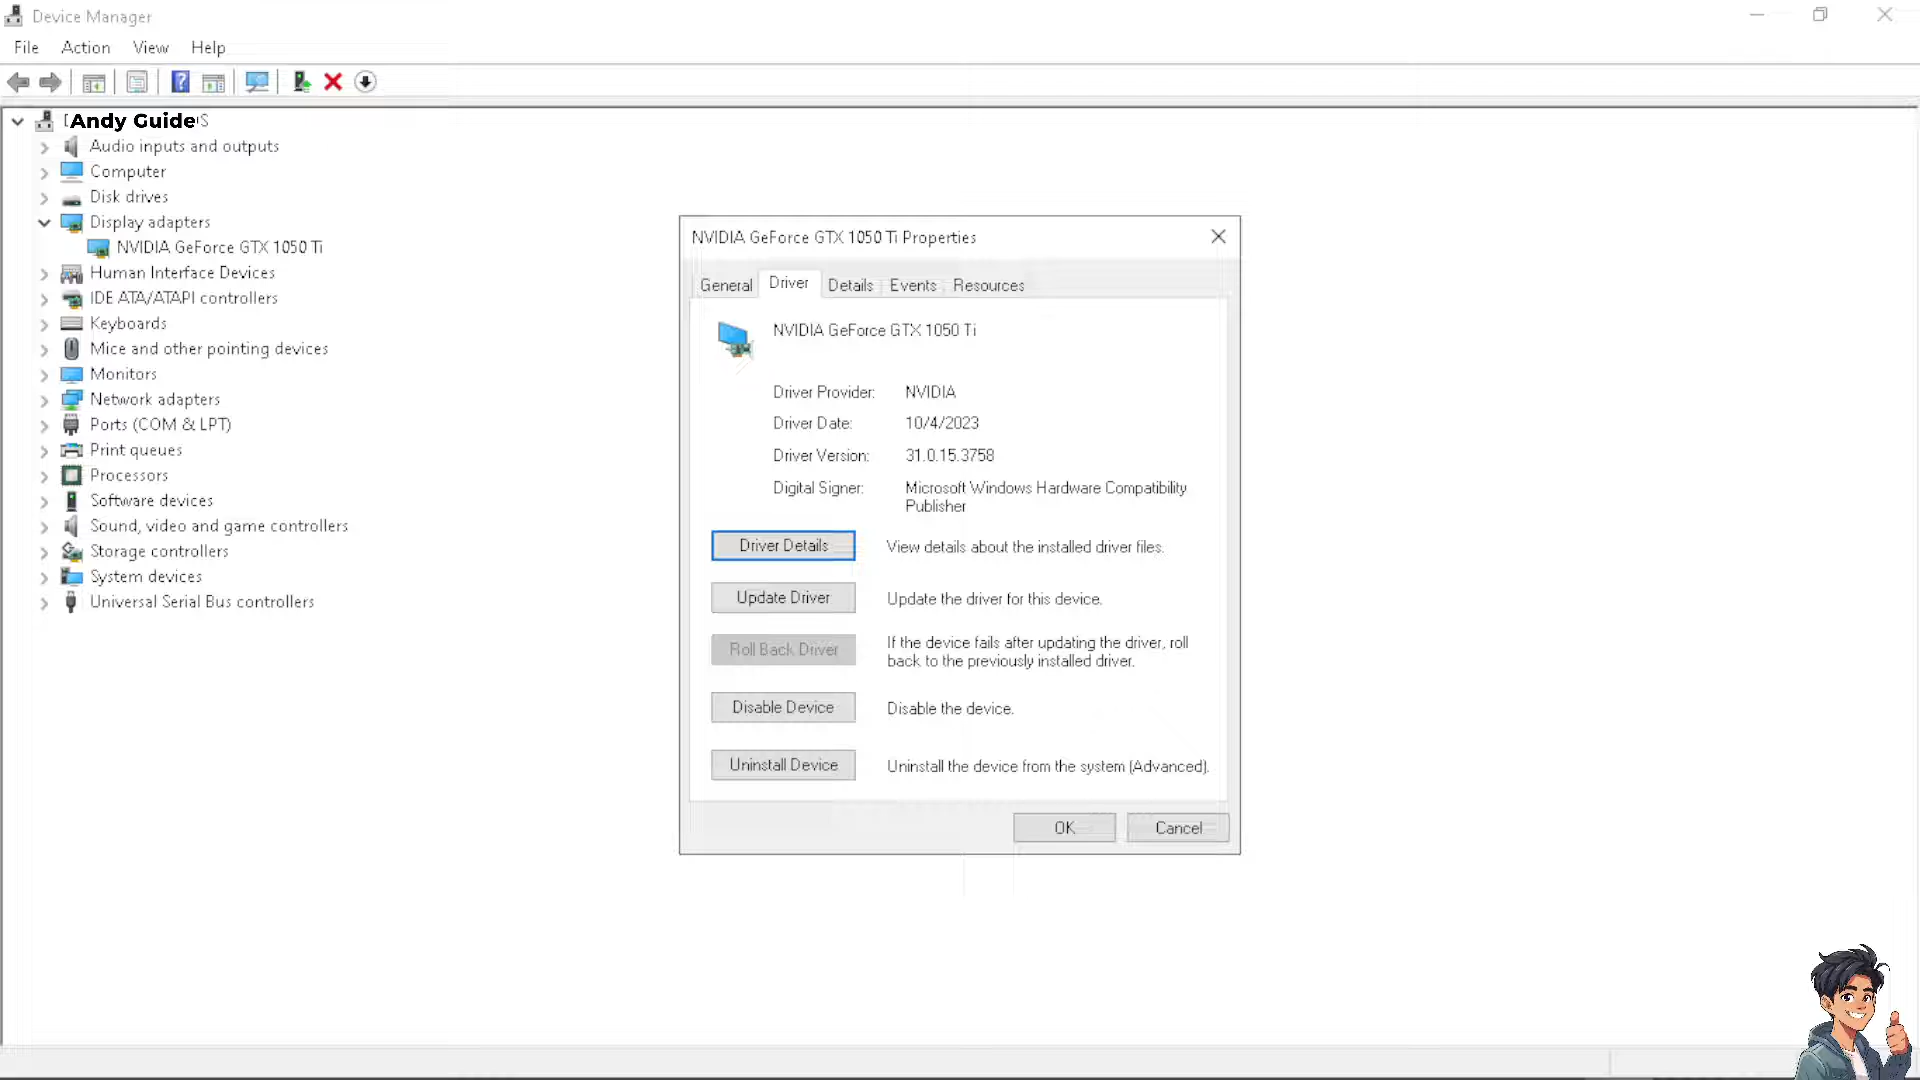 Device Manager
File Action View Help
Andy Guide
Audio inputs and outputs
Computer
Disk drives
Display adapters
NVIDIA GeForce GTX 1050 Ti
Human Interface Devices
IDE ATA/ATAPI controllers
Keyboards
Mice and other pointing devices
Monitors
Network adapters
Ports (COM & LPT)
Print queues
Processors
Software devices
Sound, video and game controllers
Storage controllers
System devices
Universal Serial Bus controllers
NVIDIA GeForce GTX 1050 Ti Properties
General Driver Details Events Resources
NVIDIA GeForce GTX 1050 Ti
Driver Provider: NVIDIA
Driver Date: 10/4/2023
Driver Version: 31.0.15.3758
Digital Signer: Microsoft Windows Hardware Compatibility
Publisher
Driver Details View details about the installed driver files.
Update Driver Update the driver for this device.
Roll Back Driver If the device fails after updating the driver, roll
back to the previously installed driver.
Disable Device Disable the device.
Uninstall Device Uninstall the device from the system (Advanced).
OK Cancel